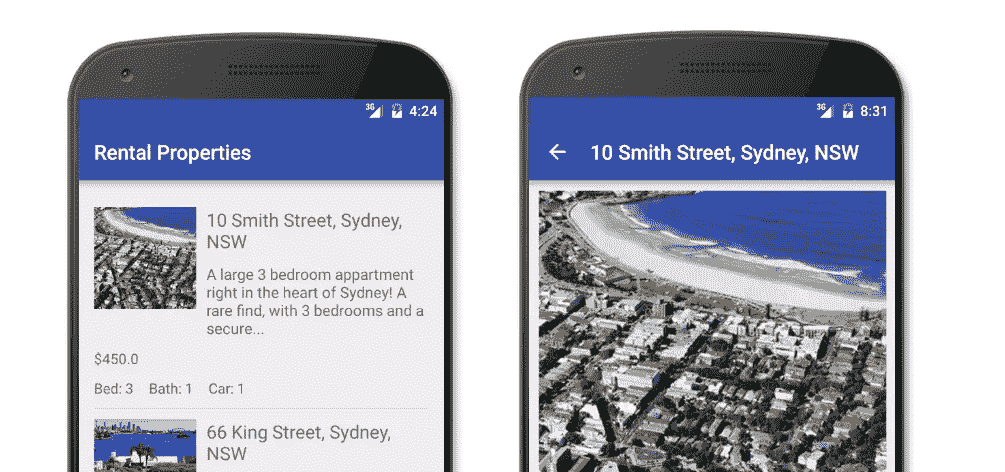 3G 4:24
Rental Properties
10 Smith Street, Sydney,
NSW
A large 3 bedroom appartment
right in the heart of Sydney! A
rare find, with 3 bedrooms and a
secure...
$450.0
Bed: 3 Bath: 1 Car: 1
66 King Street, Sydney,
NSW
3G 8:31
10 Smith Street, Sydney, NSW